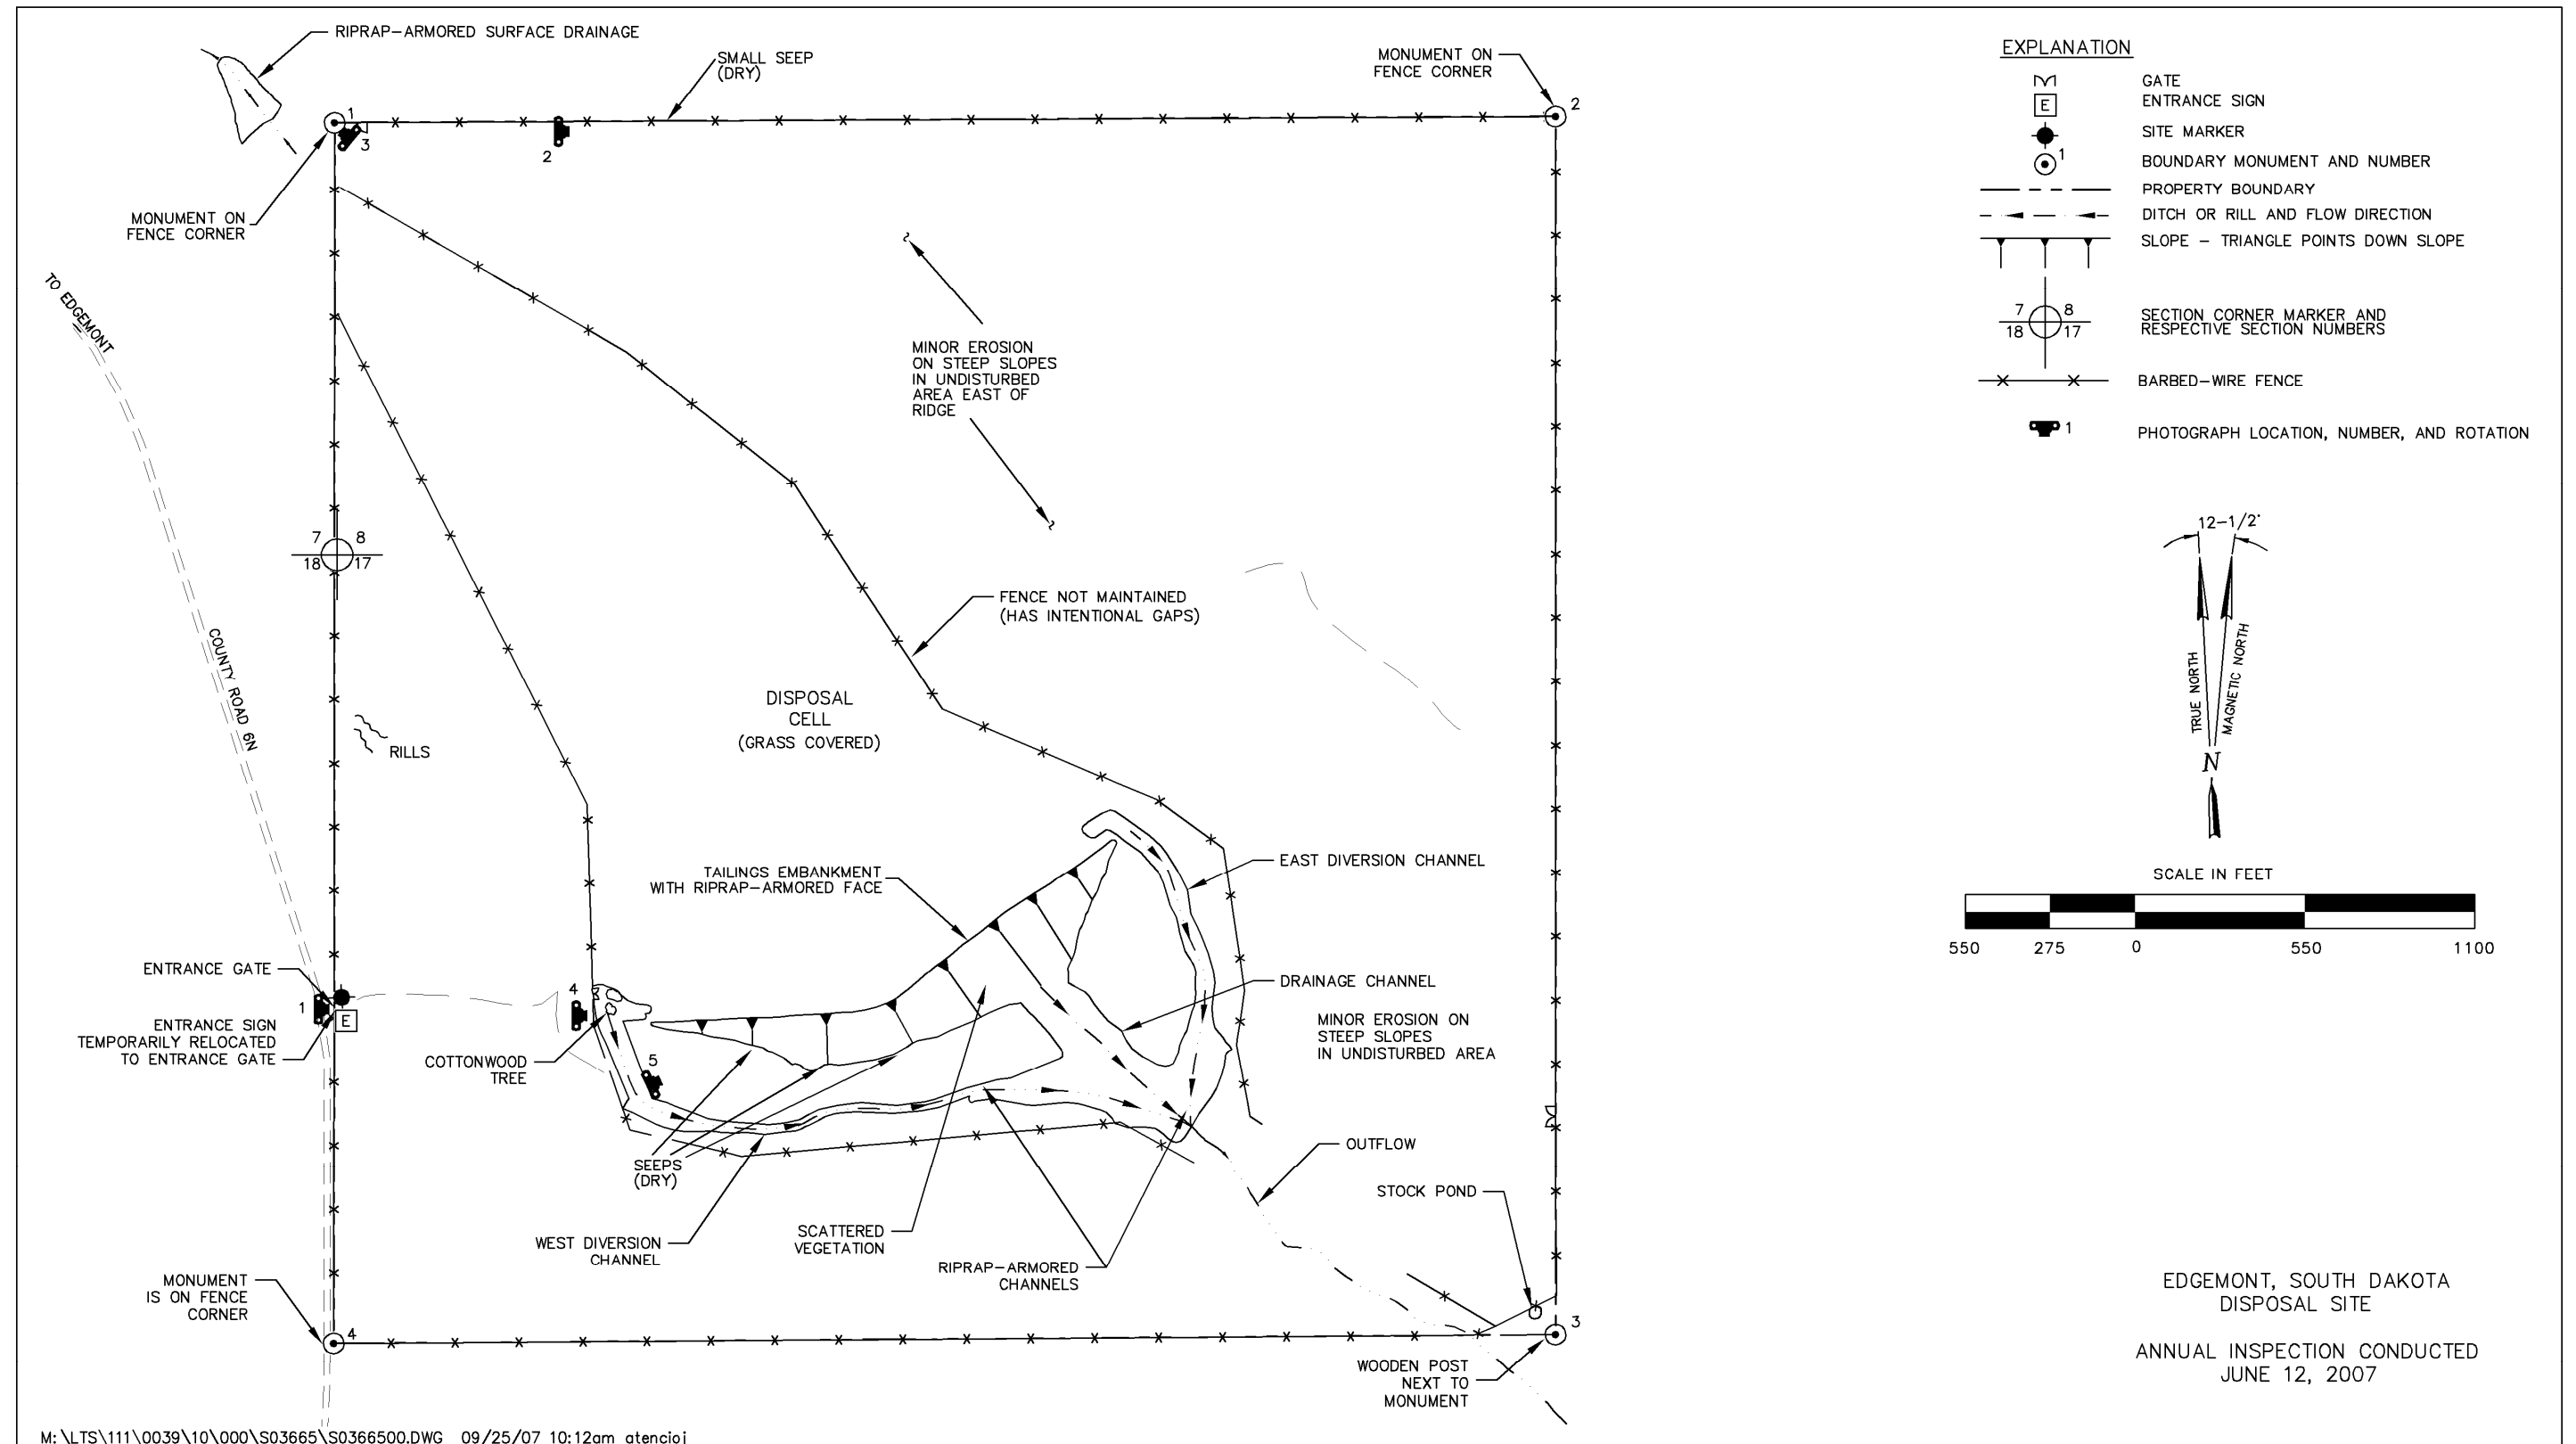 RIPRAP-ARMORED SURFACE DRAINAGE
SMALL SEEP
(DRY)
MONUMENT ON
FENCE CORNER
1
2
3
2
MONUMENT ON
FENCE CORNER
TO EDGEMONT
MINOR EROSION
ON STEEP SLOPES
IN UNDISTURBED
AREA EAST OF
RIDGE
7 8
18 17
FENCE NOT MAINTAINED
(HAS INTENTIONAL GAPS)
COUNTY ROAD 6N
DISPOSAL
CELL
(GRASS COVERED)
RILLS
EAST DIVERSION CHANNEL
TAILINGS EMBANKMENT
WITH RIPRAP-ARMORED FACE
ENTRANCE GATE
1
E
4
ENTRANCE SIGN
TEMPORARILY RELOCATED
TO ENTRANCE GATE
DRAINAGE CHANNEL
MINOR EROSION ON
STEEP SLOPES
IN UNDISTURBED AREA
COTTONWOOD
TREE
5
SEEPS
(DRY)
OUTFLOW
STOCK POND
WEST DIVERSION
CHANNEL
SCATTERED
VEGETATION
RIPRAP-ARMORED
CHANNELS
MONUMENT
IS ON FENCE
CORNER
4
3
WOODEN POST
NEXT TO
MONUMENT
EXPLANATION
GATE
E ENTRANCE SIGN
SITE MARKER
1 BOUNDARY MONUMENT AND NUMBER
PROPERTY BOUNDARY
DITCH OR RILL AND FLOW DIRECTION
SLOPE - TRIANGLE POINTS DOWN SLOPE
7 8
18 17
SECTION CORNER MARKER AND
RESPECTIVE SECTION NUMBERS
BARBED-WIRE FENCE
1 PHOTOGRAPH LOCATION, NUMBER, AND ROTATION
12-1/2°
TRUE NORTH
MAGNETIC NORTH
N
SCALE IN FEET
550 275 0 550 1100
EDGEMONT, SOUTH DAKOTA
DISPOSAL SITE
ANNUAL INSPECTION CONDUCTED
JUNE 12, 2007
M:\LTS\111\0039\10\000\S03665\S0366500.DWG 09/25/07 10:12am atencioj